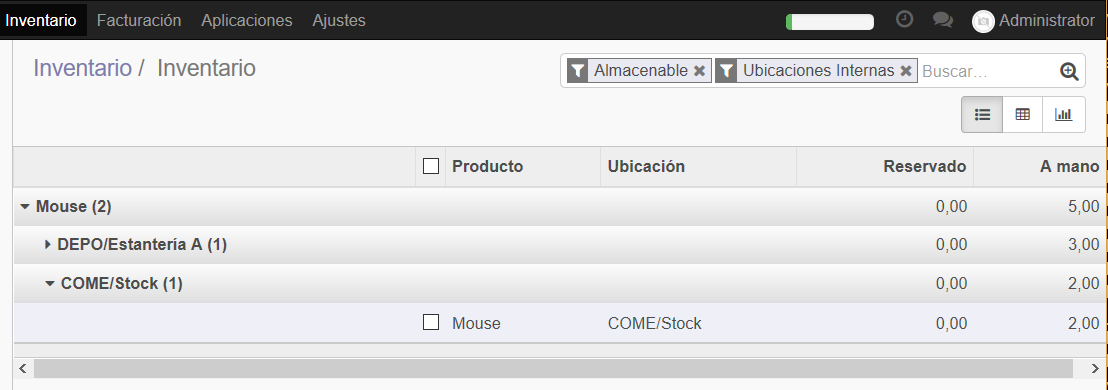 Inventario Facturación Aplicaciones Ajustes Administrator
Inventario / Inventario
Almacenable Ubicaciones Internas Buscar...
Producto Ubicación Reservado A mano
Mouse (2) 0,00 5,00
DEPO/Estantería A (1) 0,00 3,00
COME/Stock (1) 0,00 2,00
Mouse COME/Stock 0,00 2,00